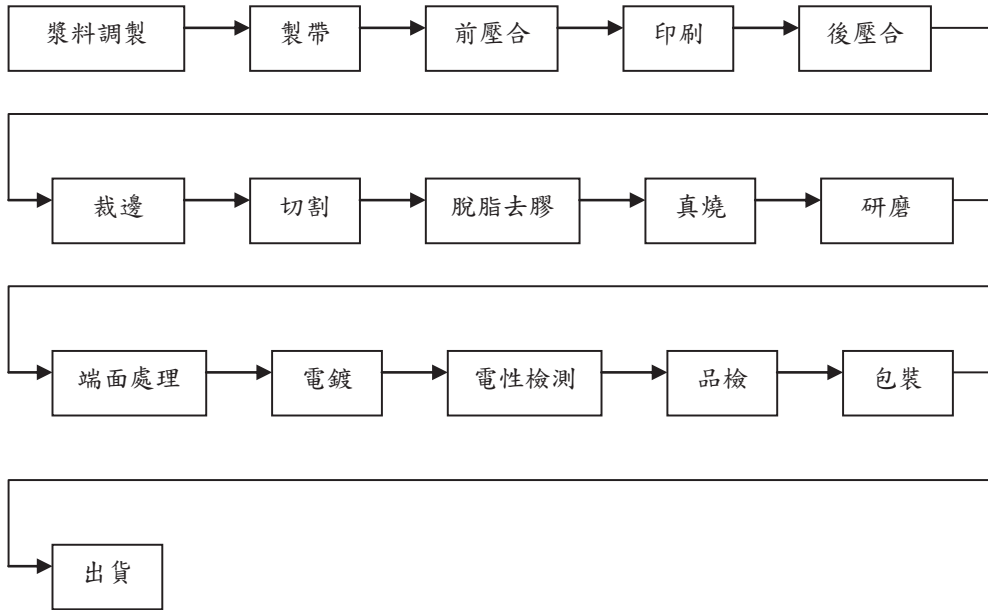 漿料調製 製帶 前壓合 印刷 後壓合
裁邊 切割 脫脂去膠 真燒 研磨
端面處理 電鍍 電性檢測 品檢 包裝
出貨